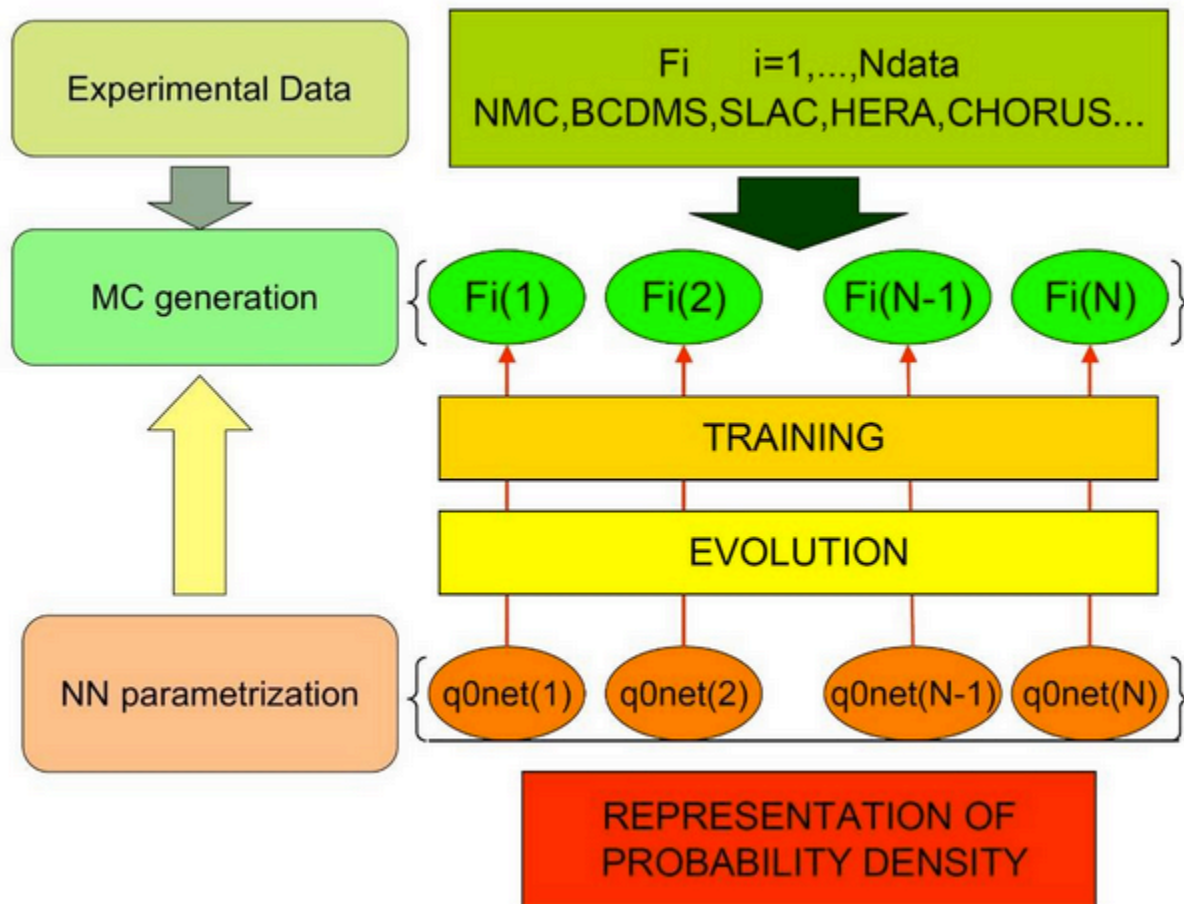 Experimental Data
Fi i=1,...,Ndata
NMC,BCDMS,SLAC,HERA,CHORUS...
MC generation
Fi(1) Fi(2) Fi(N-1) Fi(N)
TRAINING
EVOLUTION
NN parametrization
q0net(1) q0net(2) q0net(N-1) q0net(N)
REPRESENTATION OF
PROBABILITY DENSITY